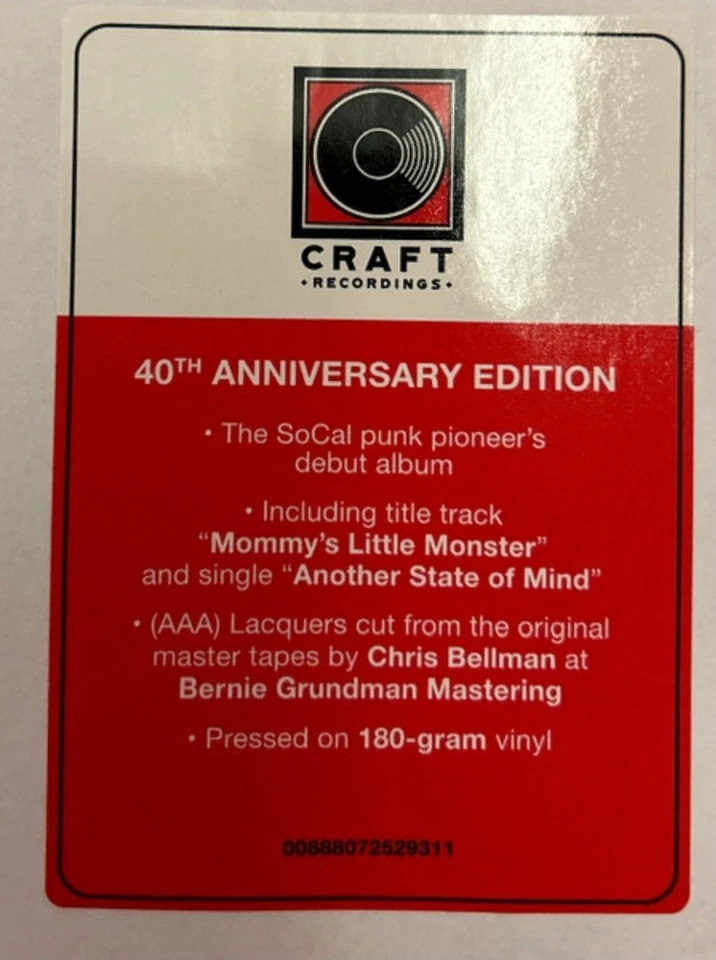 CRAFT
•RECORDINGS•
40TH ANNIVERSARY EDITION
• The SoCal punk pioneer's
debut album
• Including title track
“Mommy's Little Monster”
and single “Another State of Mind”
• (AAA) Lacquers cut from the original
master tapes by Chris Bellman at
Bernie Grundman Mastering
• Pressed on 180-gram vinyl
00888072529311